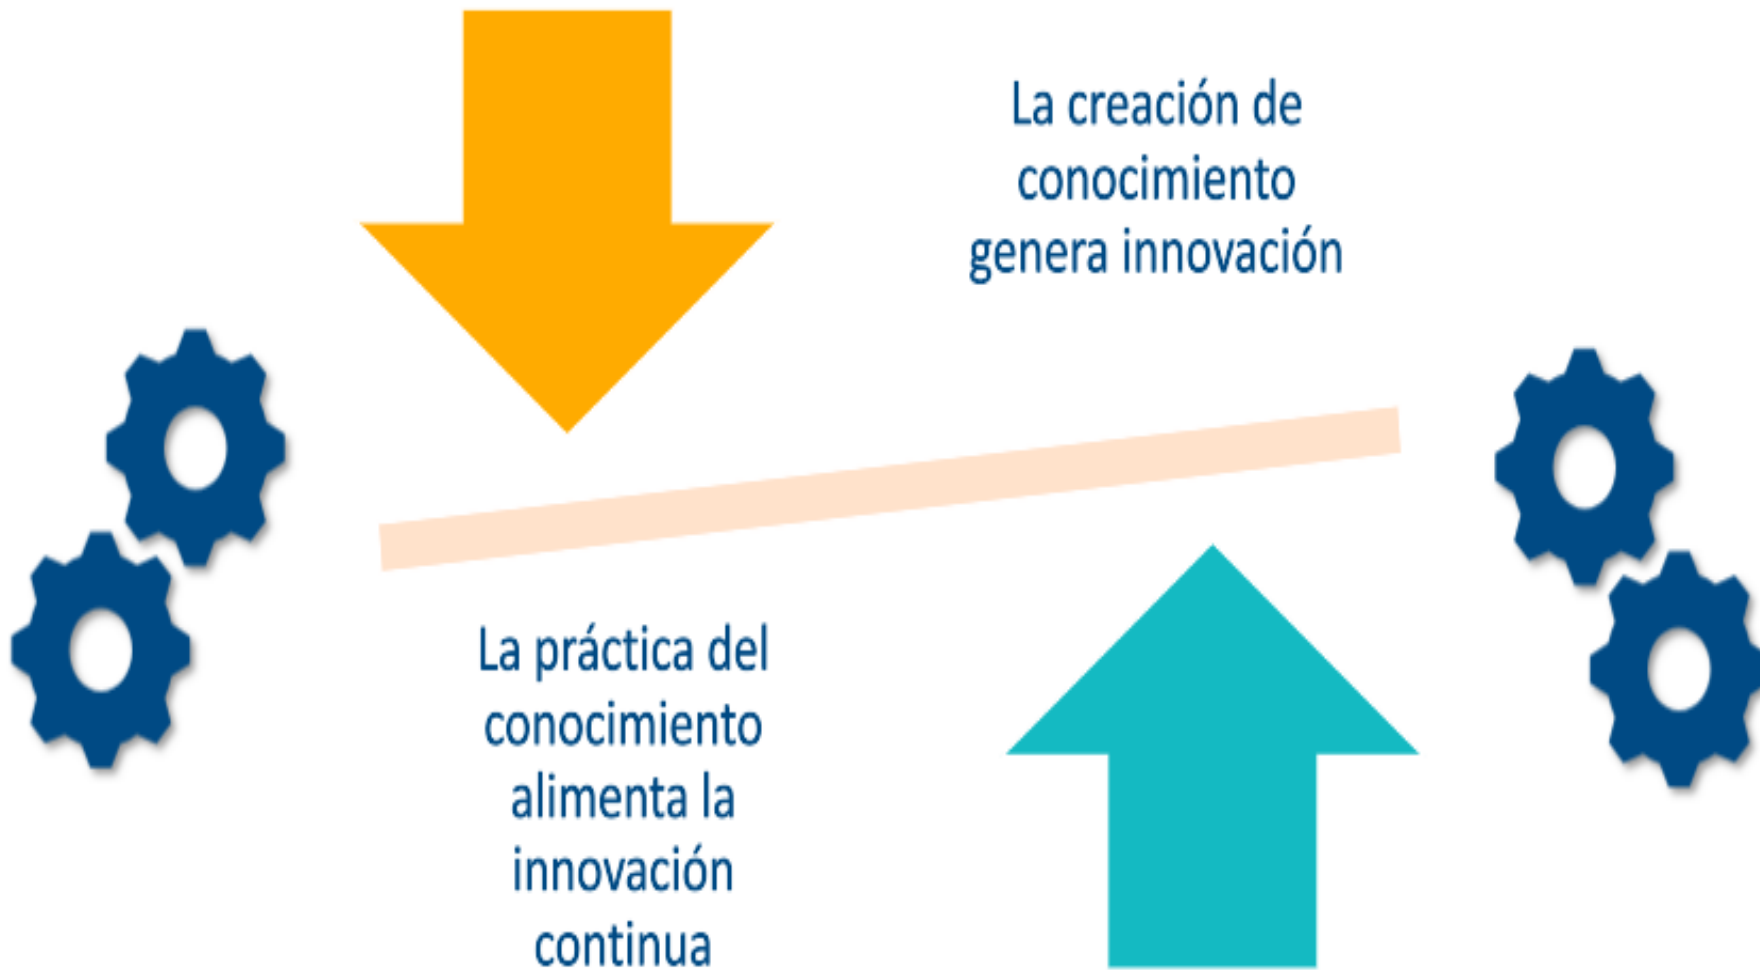 La creación de
conocimiento
genera innovación
La práctica del
conocimiento
alimenta la
innovación
continua